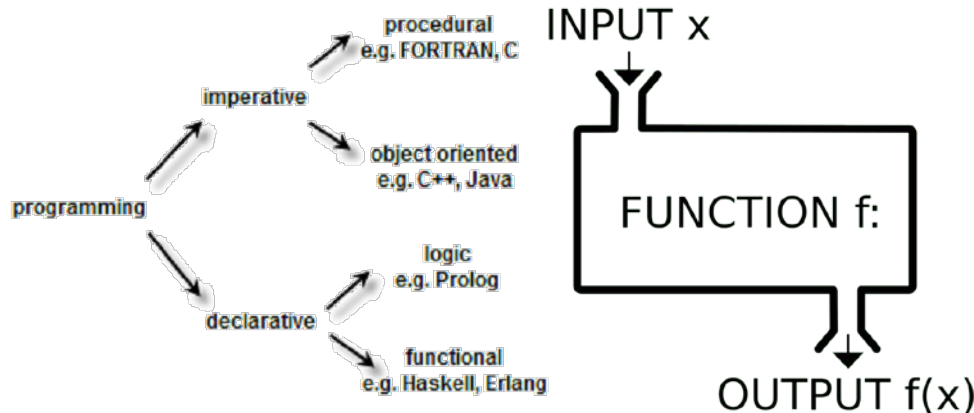 procedural
e.g. FORTRAN, C
imperative
object oriented
e.g. C++, Java
programming
logic
e.g. Prolog
declarative
functional
e.g. Haskell, Erlang
INPUT x
FUNCTION f:
OUTPUT f(x)